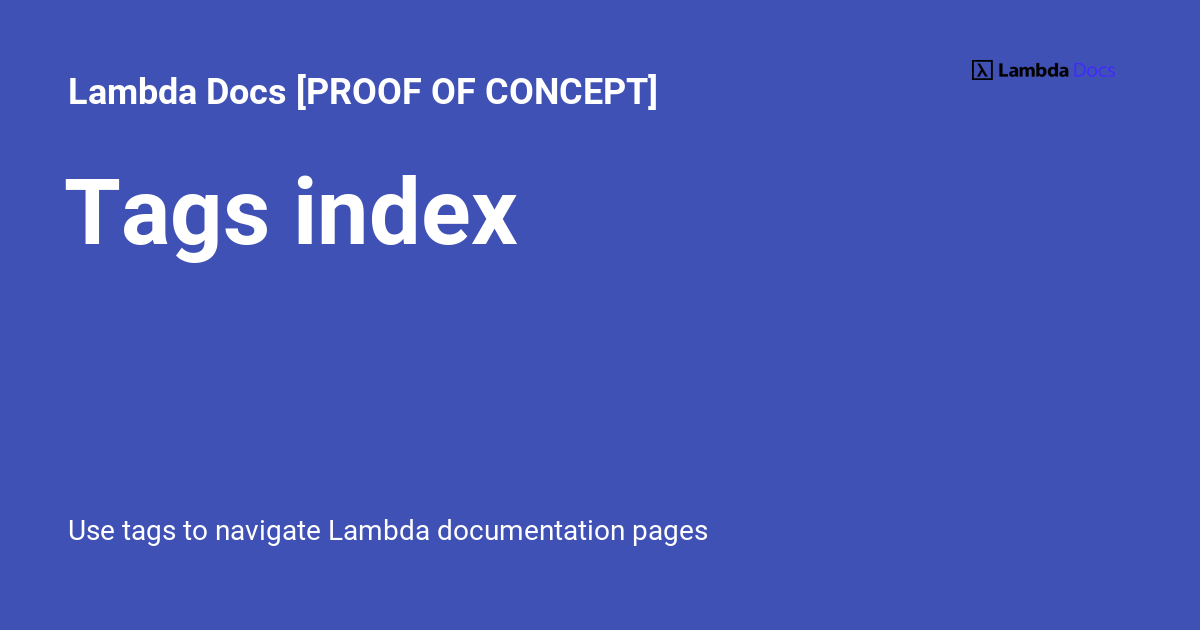 Lambda Docs [PROOF OF CONCEPT]
λ Lambda Docs
Tags index
Use tags to navigate Lambda documentation pages